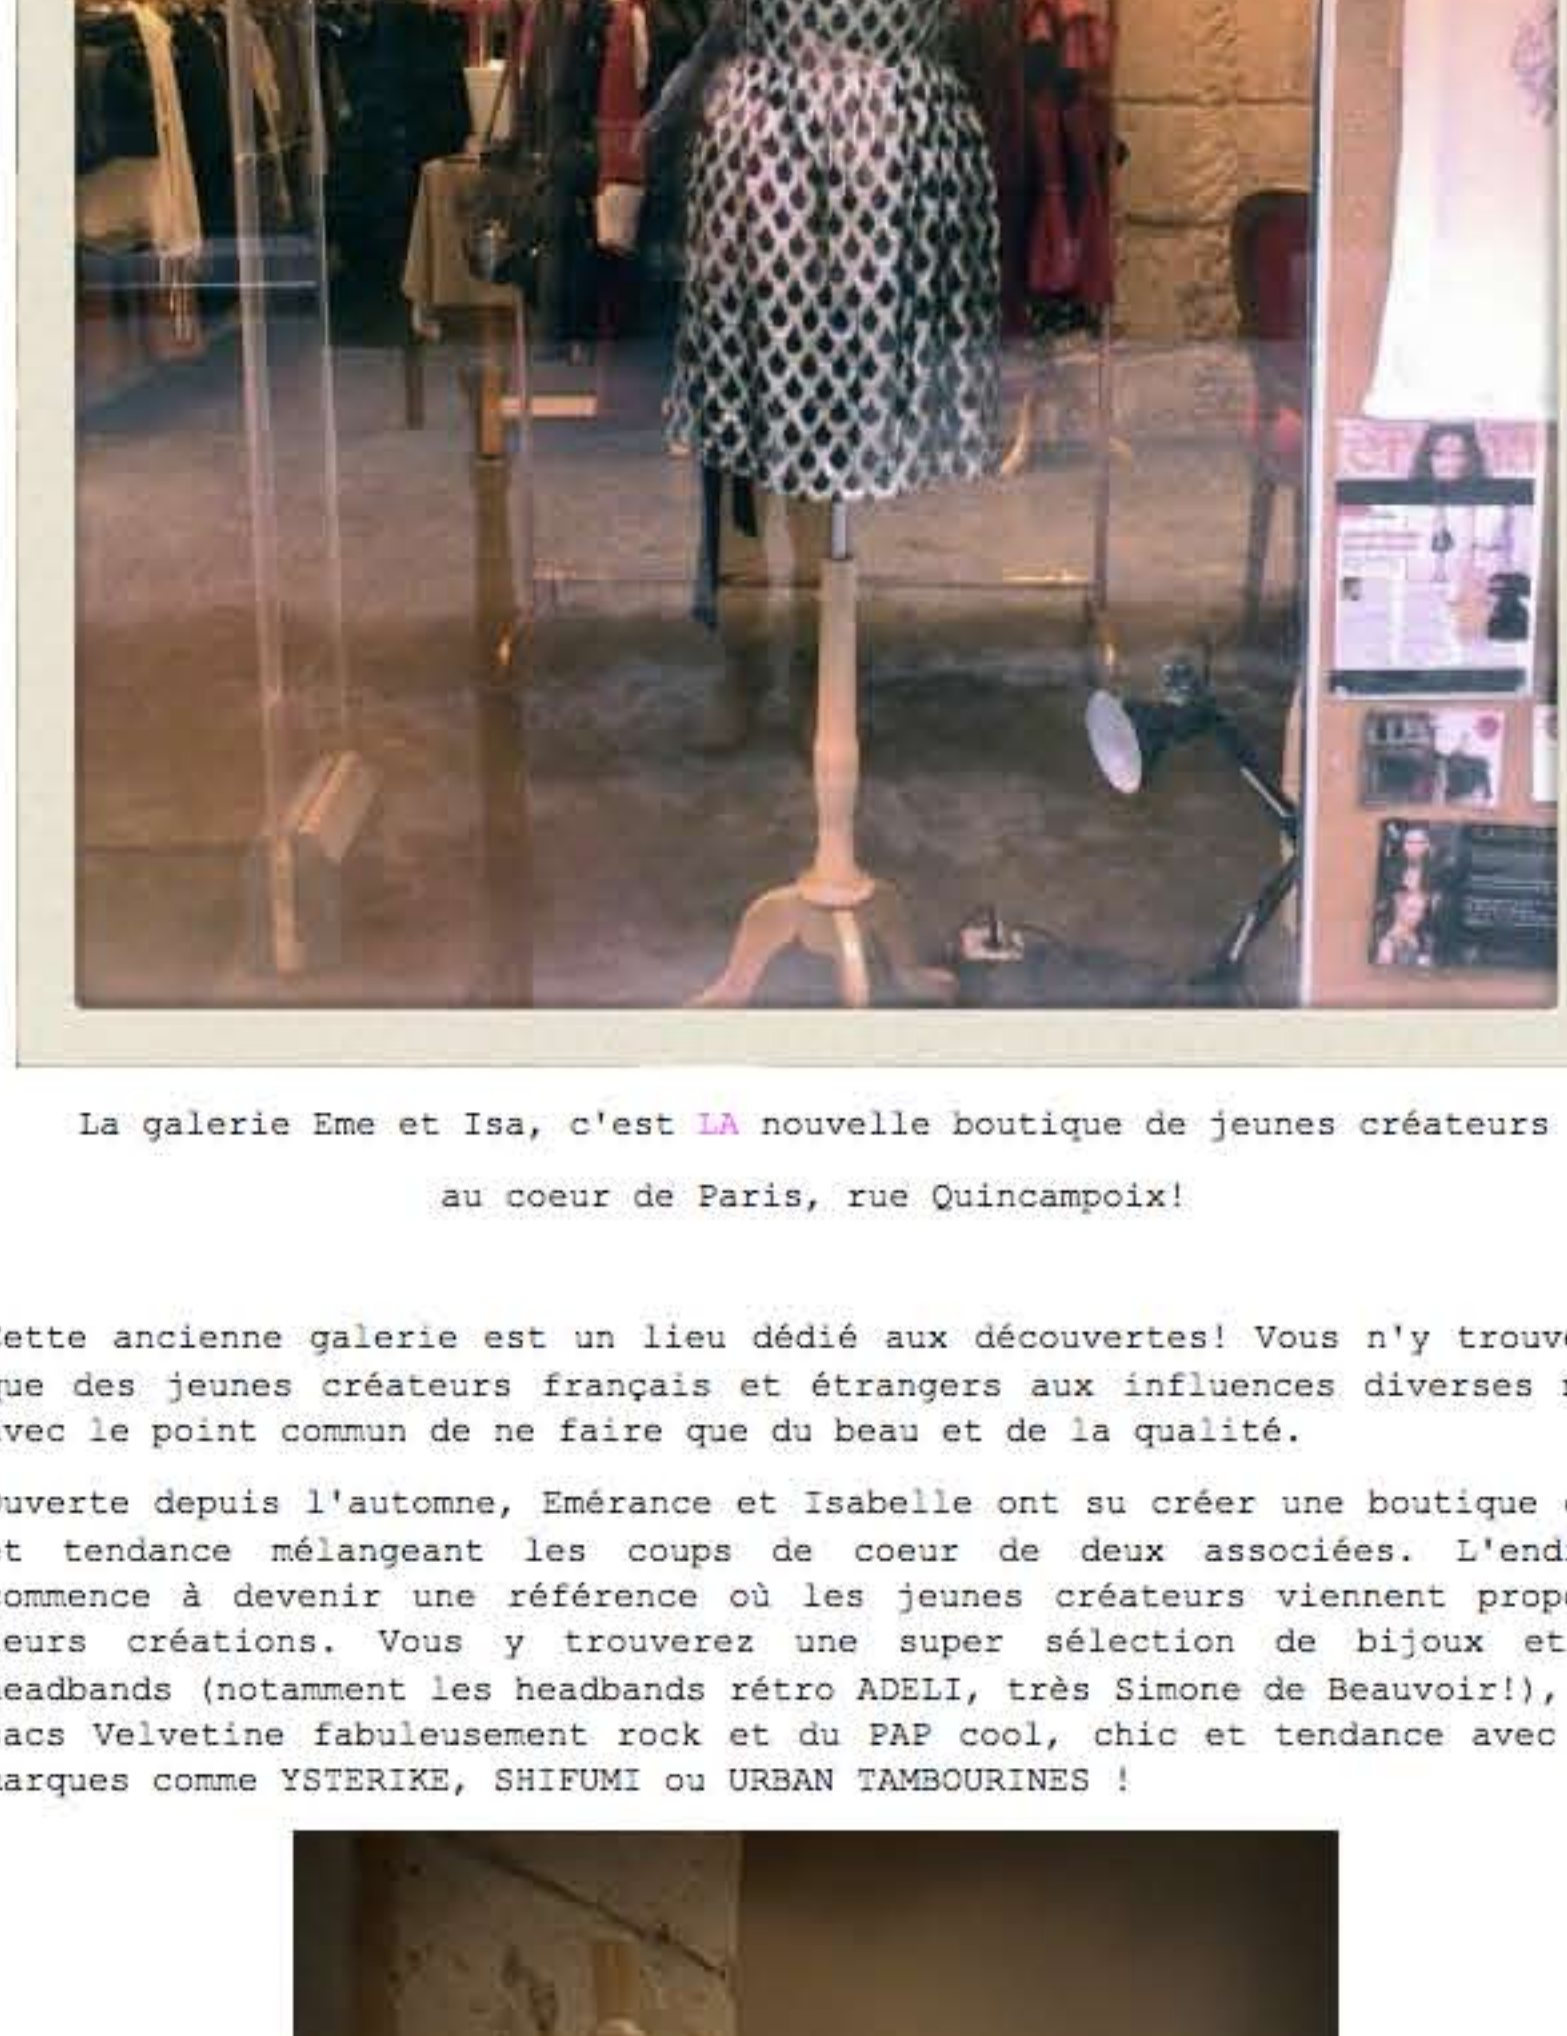 La galerie Eme et Isa, c'est LA nouvelle boutique de jeunes créateurs
au coeur de Paris, rue Quincampoix!
ette ancienne galerie est un lieu dédié aux découvertes! Vous n'y trouve
ue des jeunes créateurs français et étrangers aux influences diverses
vec le point commun de ne faire que du beau et de la qualité.
uverte depuis l'automne, Emérance et Isabelle ont su créer une boutique
t tendance mélangeant les coups de coeur de deux associées. L'end
ommence à devenir une référence où les jeunes créateurs viennent prop
eurs créations. Vous y trouverez une super sélection de bijoux et
eadbands (notamment les headbands rétro ADELI, très Simone de Beauvoir!),
acs Velvetine fabuleusement rock et du PAP cool, chic et tendance avec
arques comme YSTERIKE, SHIFUMI ou URBAN TAMBOURINES !